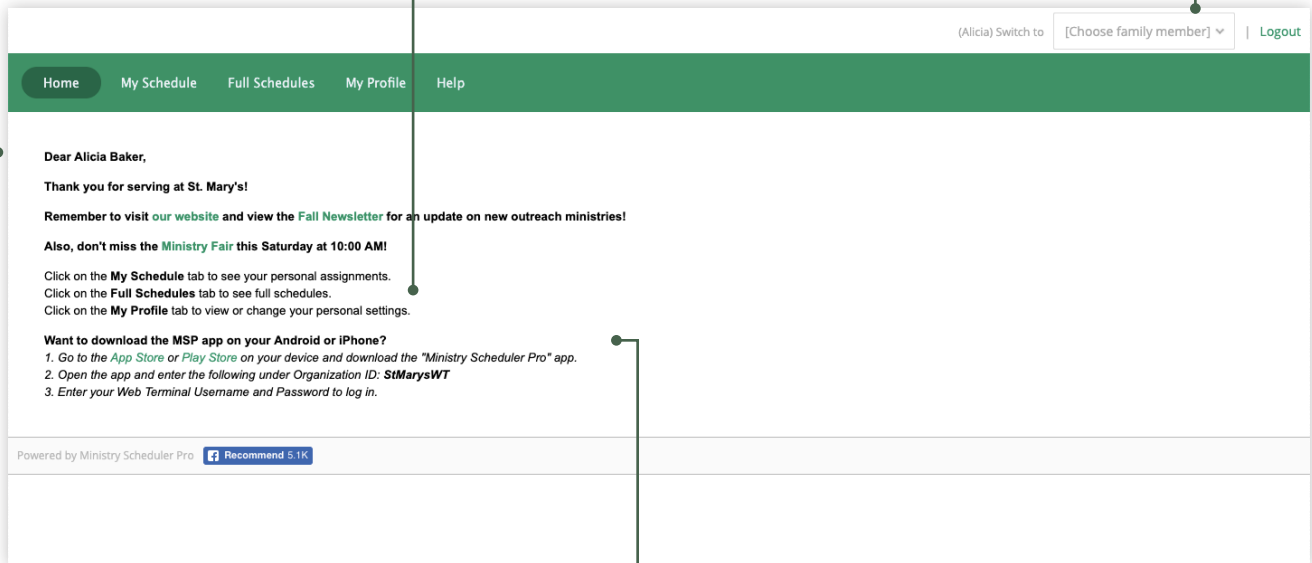 (Alicia) Switch to [Choose family member] | Logout
Home My Schedule Full Schedules My Profile Help
Dear Alicia Baker,
Thank you for serving at St. Mary's!
Remember to visit our website and view the Fall Newsletter for an update on new outreach ministries!
Also, don't miss the Ministry Fair this Saturday at 10:00 AM!
Click on the My Schedule tab to see your personal assignments.
Click on the Full Schedules tab to see full schedules.
Click on the My Profile tab to view or change your personal settings.
Want to download the MSP app on your Android or iPhone?
1. Go to the App Store or Play Store on your device and download the "Ministry Scheduler Pro" app.
2. Open the app and enter the following under Organization ID: StMarysWT
3. Enter your Web Terminal Username and Password to log in.
Powered by Ministry Scheduler Pro Recommend 5.1K